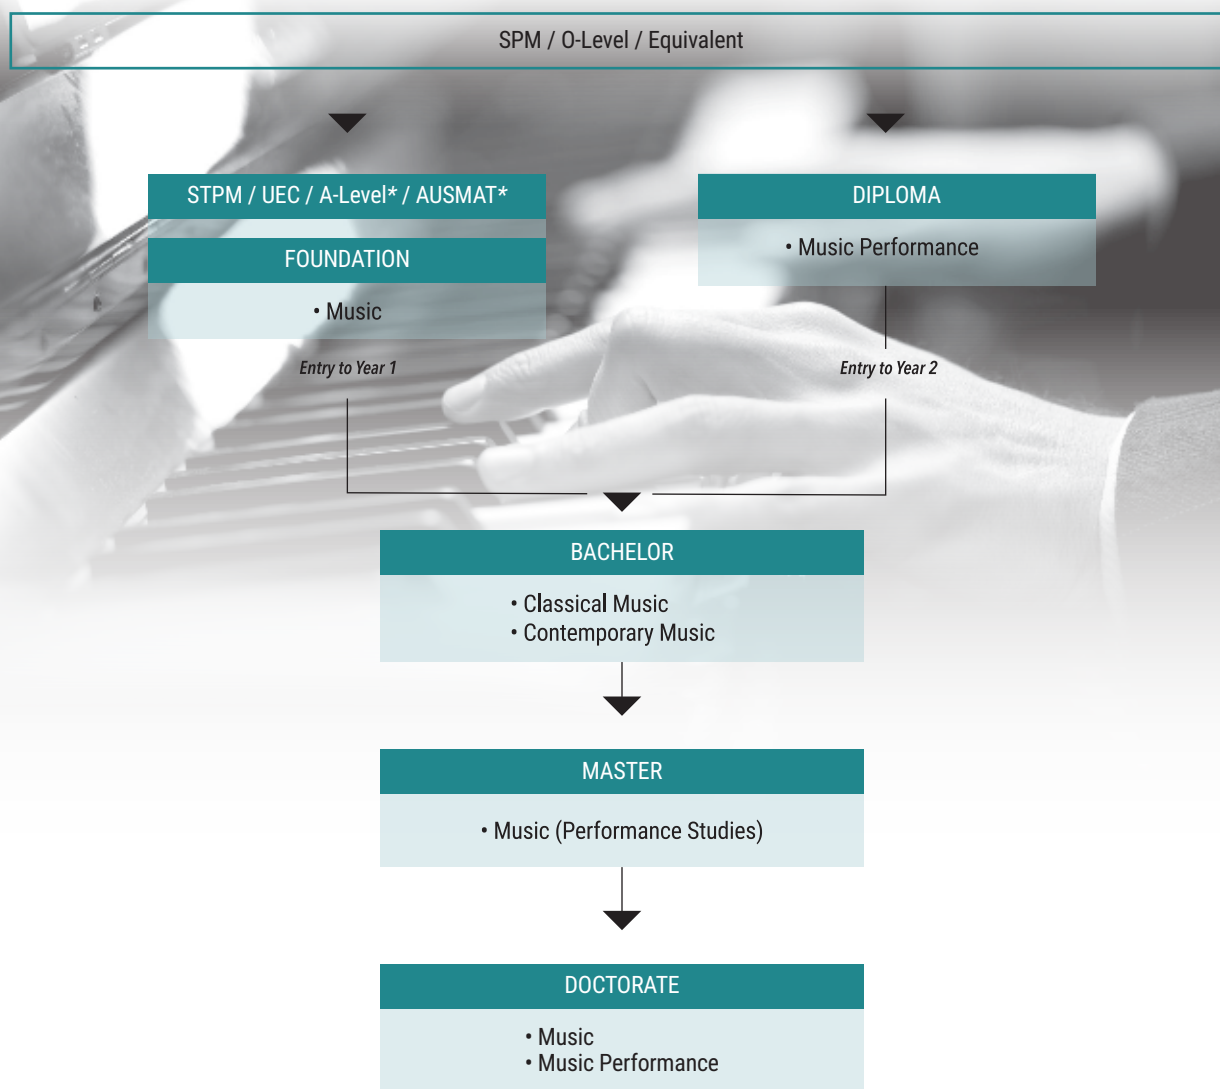 SPM / O-Level / Equivalent
STPM / UEC / A-Level* / AUSMAT*
FOUNDATION
• Music
Entry to Year 1
DIPLOMA
• Music Performance
Entry to Year 2
BACHELOR
• Classical Music
• Contemporary Music
MASTER
• Music (Performance Studies)
DOCTORATE
• Music
• Music Performance